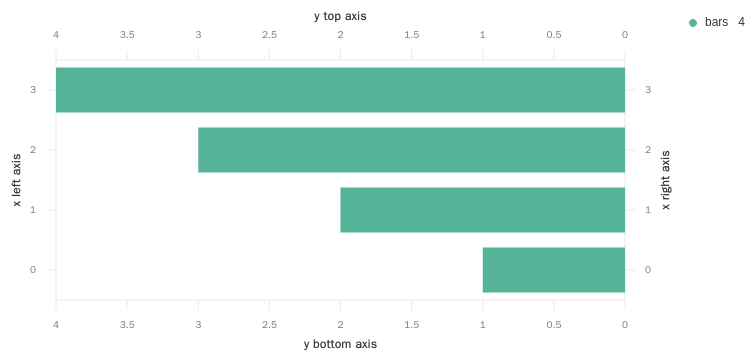 y top axis
bars 4
4 3.5 3 2.5 2 1.5 1 0.5 0
3 3
2 2
x left axis
x right axis
1 1
0 0
4 3.5 3 2.5 2 1.5 1 0.5 0
y bottom axis